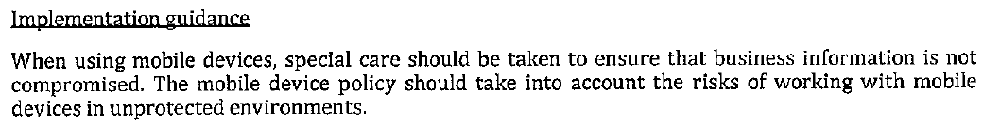 Implementation guidance
When using mobile devices, special care should be taken to ensure that business information is not
compromised. The mobile device policy should take into account the risks of working with mobile
devices in unprotected environments.